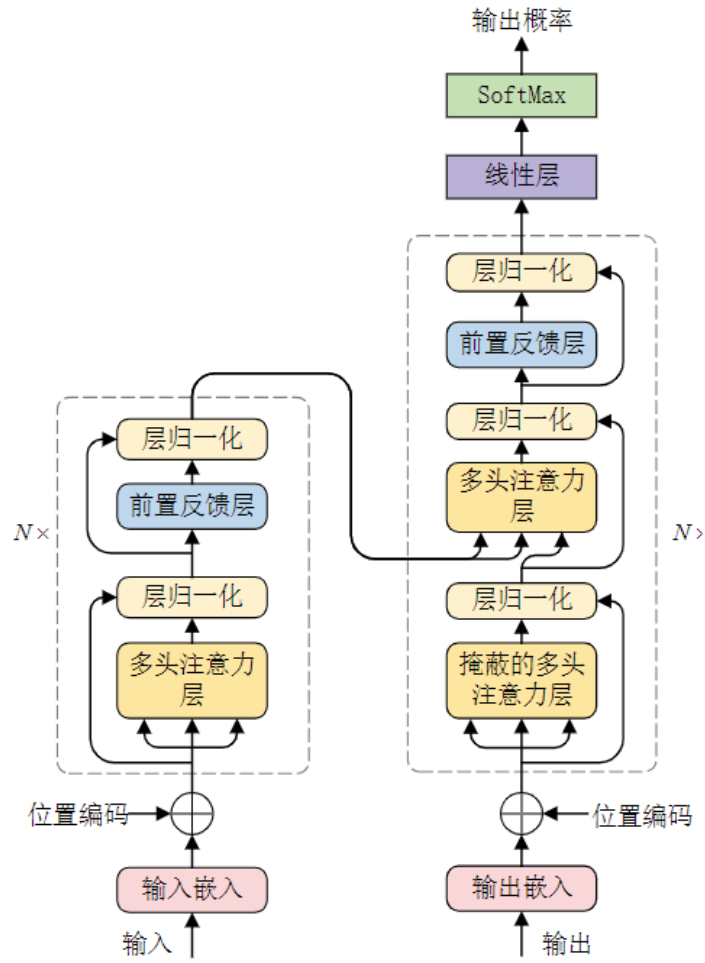 输出概率
SoftMax
线性层
层归一化
前置反馈层
层归一化
多头注意力
层
层归一化
掩蔽的多头
注意力层
N×
位置编码
输出嵌入
输出
层归一化
前置反馈层
N×
层归一化
多头注意力
层
位置编码
输入嵌入
输入